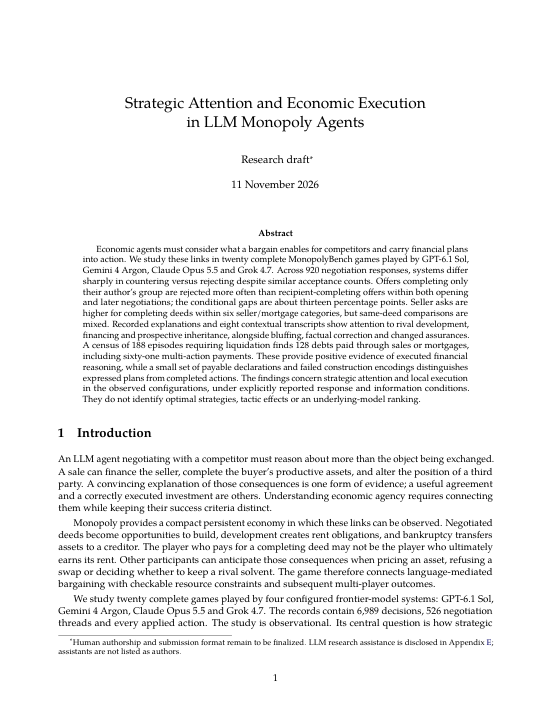 Strategic Attention and Economic Execution
in LLM Monopoly Agents
Research draft*
11 November 2026
Abstract
Economic agents must consider what a bargain enables for competitors and carry financial plans
into action. We study these links in twenty complete MonopolyBench games played by GPT-6.1 Sol,
Gemini 4 Argon, Claude Opus 5.5 and Grok 4.7. Across 920 negotiation responses, systems differ
sharply in countering versus rejecting despite similar acceptance counts. Offers completing only
their author's group are rejected more often than recipient-completing offers within both opening
and later negotiations; the conditional gaps are about thirteen percentage points. Seller asks are
higher for completing deeds within six seller/mortgage categories, but same-deed comparisons are
mixed. Recorded explanations and eight contextual transcripts show attention to rival development,
financing and prospective inheritance, alongside bluffing, factual correction and changed assurances.
A census of 188 episodes requiring liquidation finds 128 debts paid through sales or mortgages,
including sixty-one multi-action payments. These provide positive evidence of executed financial
reasoning, while a small set of payable declarations and failed construction encodings distinguishes
expressed plans from completed actions. The findings concern strategic attention and local execution
in the observed configurations, under explicitly reported response and information conditions.
They do not identify optimal strategies, tactic effects or an underlying-model ranking.
1 Introduction
An LLM agent negotiating with a competitor must reason about more than the object being exchanged.
A sale can finance the seller, complete the buyer's productive assets, and alter the position of a third
party. A convincing explanation of those consequences is one form of evidence; a useful agreement
and a correctly executed investment are others. Understanding economic agency requires connecting
them while keeping their success criteria distinct.
Monopoly provides a compact persistent economy in which these links can be observed. Negotiated
deeds become opportunities to build, development creates rent obligations, and bankruptcy transfers
assets to a creditor. The player who pays for a completing deed may not be the player who ultimately
earns its rent. Other participants can anticipate those consequences when pricing an asset, refusing a
swap or deciding whether to keep a rival solvent. The game therefore connects language-mediated
bargaining with checkable resource constraints and subsequent multi-player outcomes.
We study twenty complete games played by four configured frontier-model systems: GPT-6.1 Sol,
Gemini 4 Argon, Claude Opus 5.5 and Grok 4.7. The records contain 6,989 decisions, 526 negotiation
threads and every applied action. The study is observational. Its central question is how strategic
*Human authorship and submission format remain to be finalized. LLM research assistance is disclosed in Appendix E;
assistants are not listed as authors.
1